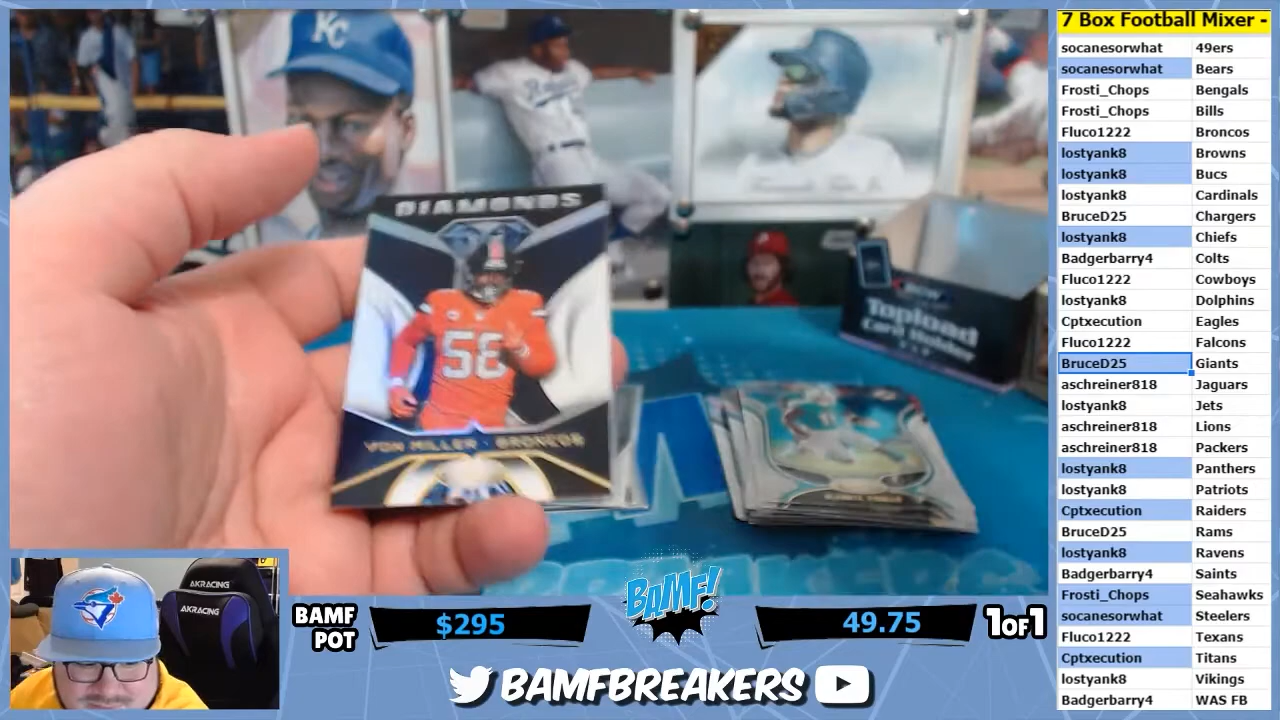 7 Box Football Mixer -
socanesorwhat 49ers
socanesorwhat Bears
Frosti_Chops Bengals
Frosti_Chops Bills
Fluco1222 Broncos
lostyank8 Browns
lostyank8 Bucs
lostyank8 Cardinals
BruceD25 Chargers
lostyank8 Chiefs
Badgerbarry4 Colts
Fluco1222 Cowboys
lostyank8 Dolphins
Cptxecution Eagles
Fluco1222 Falcons
BruceD25 Giants
aschreiner818 Jaguars
lostyank8 Jets
aschreiner818 Lions
aschreiner818 Packers
lostyank8 Panthers
lostyank8 Patriots
Cptxecution Raiders
BruceD25 Rams
lostyank8 Ravens
Badgerbarry4 Saints
Frosti_Chops Seahawks
socanesorwhat Steelers
Fluco1222 Texans
Cptxecution Titans
lostyank8 Vikings
Badgerbarry4 WAS FB
KC
DIAMONDS
58
VON MILLER • BRONCOS
Topload
Card Holder
AKRACING
AKRACING
BAMF
POT
$295
BAMF!
49.75
1OF1
BAMFBREAKERS